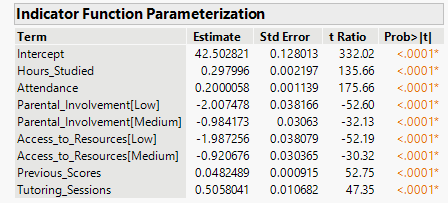 Indicator Function Parameterization
Term Estimate Std Error t Ratio Prob>|t|
Intercept 42.502821 0.128013 332.02 <.0001*
Hours_Studied 0.297996 0.002197 135.66 <.0001*
Attendance 0.2000058 0.001139 175.66 <.0001*
Parental_Involvement[Low] -2.007478 0.038166 -52.60 <.0001*
Parental_Involvement[Medium] -0.984173 0.03063 -32.13 <.0001*
Access_to_Resources[Low] -1.987256 0.038079 -52.19 <.0001*
Access_to_Resources[Medium] -0.920676 0.030365 -30.32 <.0001*
Previous_Scores 0.0482489 0.000915 52.75 <.0001*
Tutoring_Sessions 0.5058041 0.010682 47.35 <.0001*